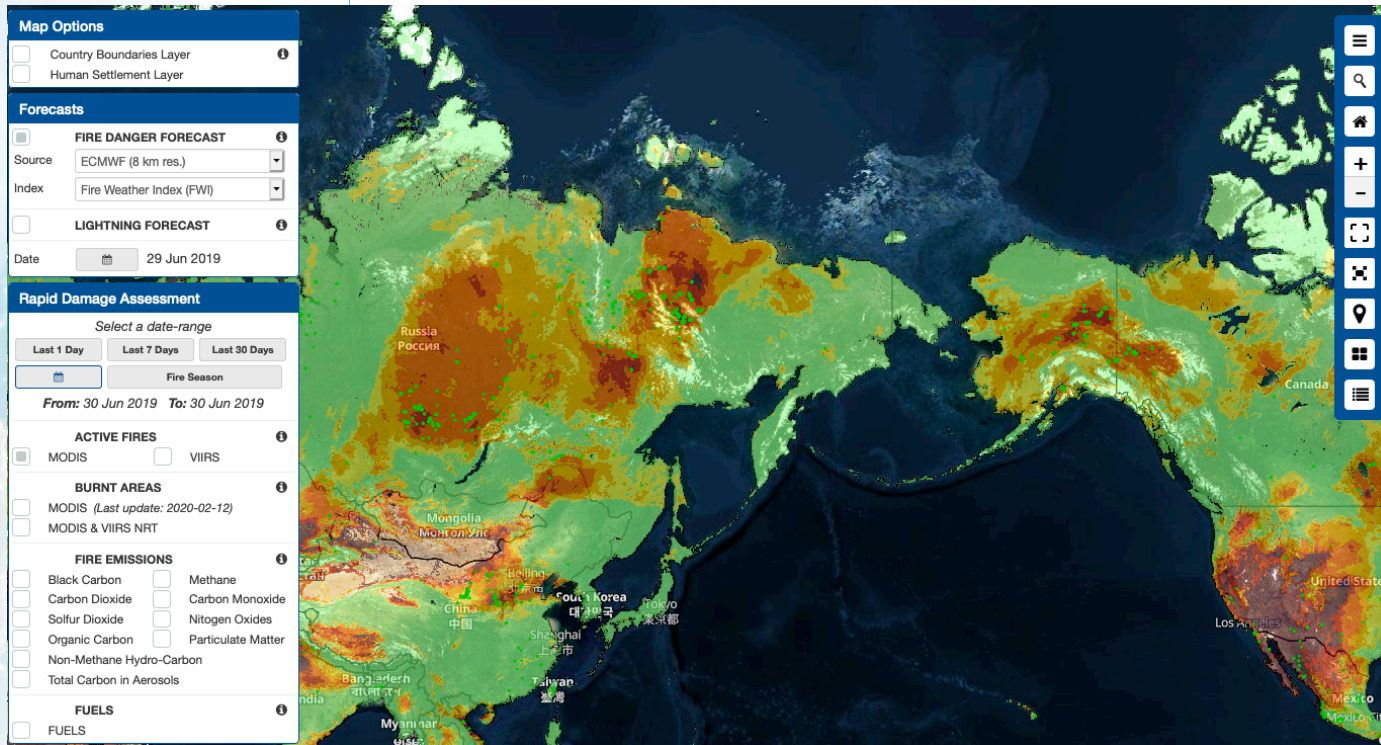 Map Options
Country Boundaries Layer
Human Settlement Layer
Forecasts
FIRE DANGER FORECAST
Source ECMWF (8 km res.)
Index Fire Weather Index (FWI)
LIGHTNING FORECAST
Date 29 Jun 2019
Rapid Damage Assessment
Select a date-range
Last 1 Day Last 7 Days Last 30 Days
Fire Season
From: 30 Jun 2019 To: 30 Jun 2019
ACTIVE FIRES
MODIS VIIRS
BURNT AREAS
MODIS (Last update: 2020-02-12)
MODIS & VIIRS NRT
FIRE EMISSIONS
Black Carbon Methane
Carbon Dioxide Carbon Monoxide
Solfur Dioxide Nitogen Oxides
Organic Carbon Particulate Matter
Non-Methane Hydro-Carbon
Total Carbon in Aerosols
FUELS
FUELS
Russia
Россия
Canada
Mongolia
Монгол Улс
Beijing
北京市
United State
China
中国
South Korea
대한민국
Tokyo
東京都
Los Angeles
Shanghai
上海市
Bangladesh
বাংলাদেশ
Taiwan
臺灣
ndia
Mexico
Myanmar